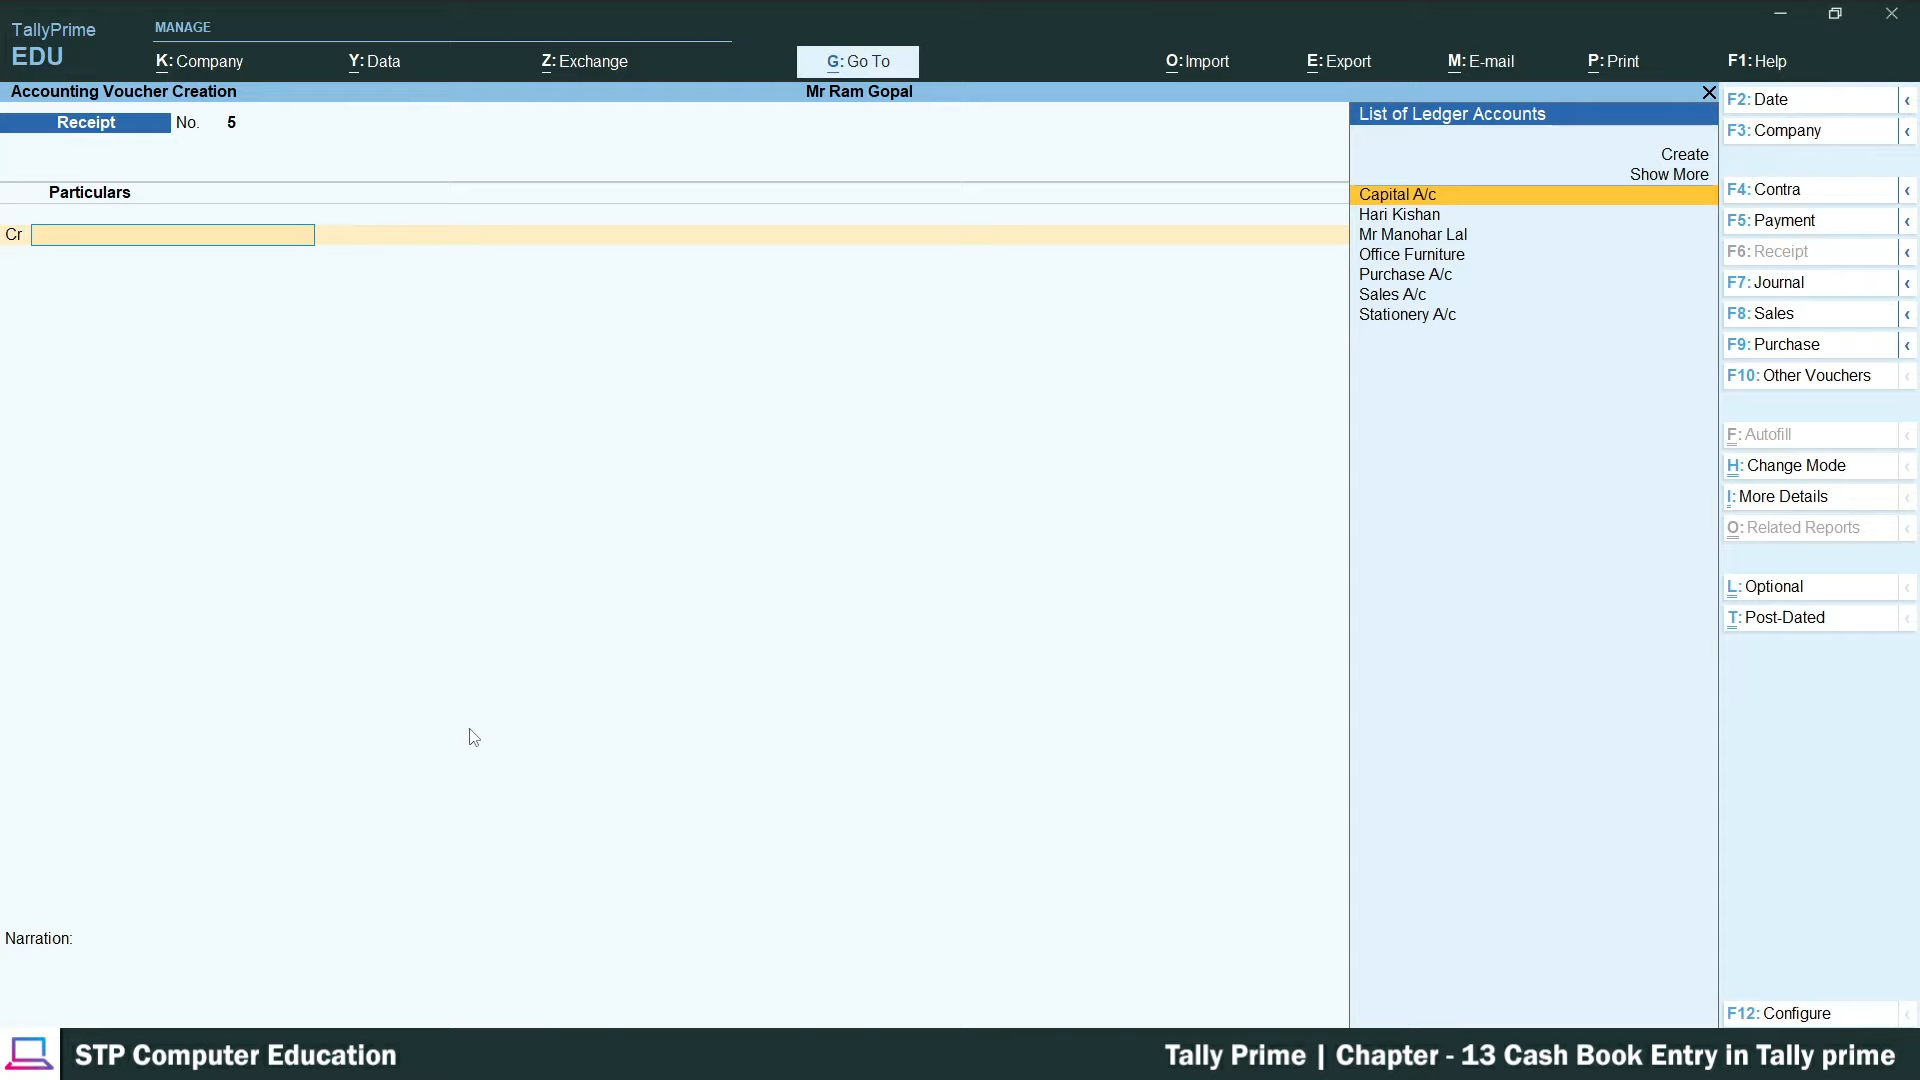 TallyPrime
EDU
MANAGE
K: Company
Y: Data
Z: Exchange
G: Go To
O: Import
E: Export
M: E-mail
P: Print
F1: Help
Accounting Voucher Creation
Mr Ram Gopal
Receipt No. 5
Particulars
Cr
List of Ledger Accounts
Create
Show More
Capital A/c
Hari Kishan
Mr Manohar Lal
Office Furniture
Purchase A/c
Sales A/c
Stationery A/c
F2: Date
F3: Company
F4: Contra
F5: Payment
F6: Receipt
F7: Journal
F8: Sales
F9: Purchase
F10: Other Vouchers
F: Autofill
H: Change Mode
I: More Details
O: Related Reports
L: Optional
T: Post-Dated
Narration:
F12: Configure
STP Computer Education
Tally Prime | Chapter - 13 Cash Book Entry in Tally prime